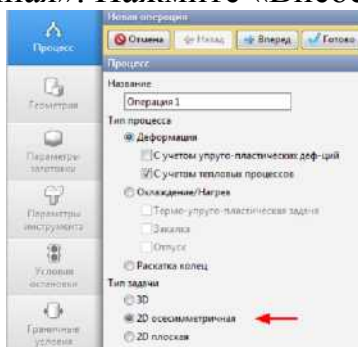 Новая операция
Отмена Назад Вперед Готово
Процесс
Процесс
Название
Операция 1
Тип процесса
Деформация
С учетом упруго-пластических деф-ций
С учетом тепловых процессов
Охлаждение/Нагрев
Термо-упруго-пластическая задача
Закалка
Отпуск
Раскатка колец
Тип задачи
3D
2D осесимметричная
2D плоская
Геометрия
Параметры заготовки
Параметры инструмента
Условия остановки
Граничные условия